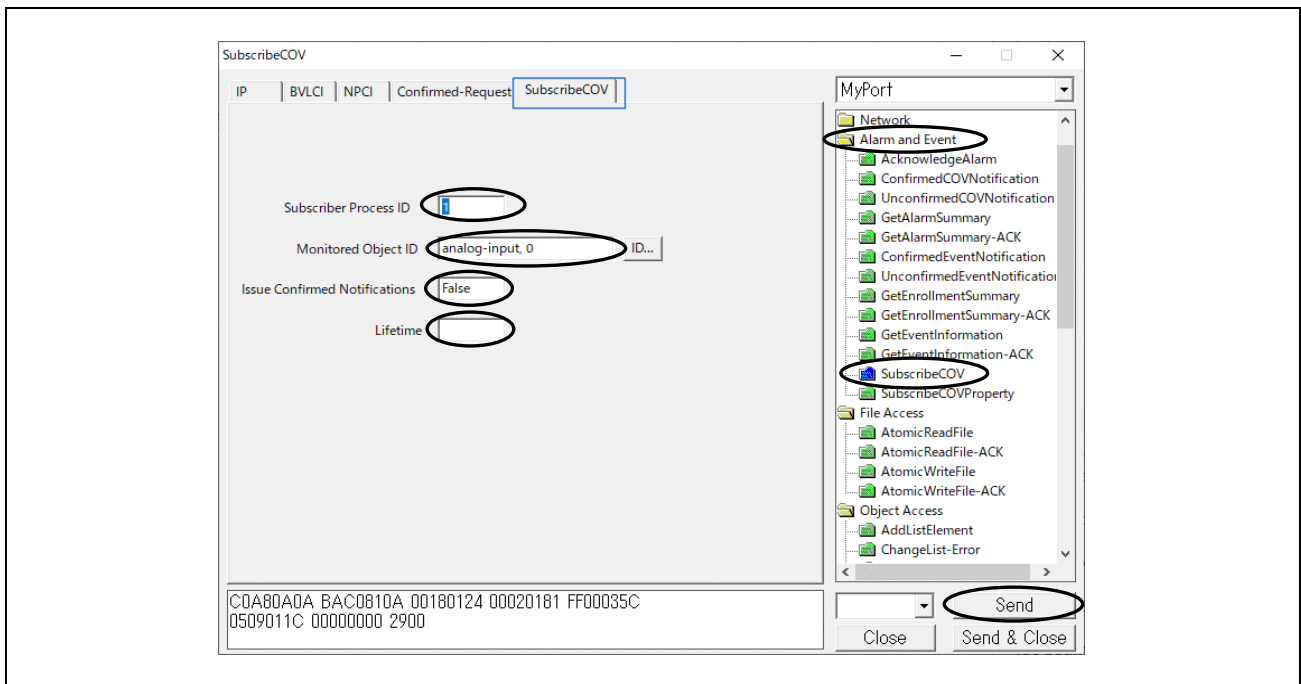 SubscribeCOV
IP BVLCI NPCI Confirmed-Request SubscribeCOV
Subscriber Process ID 1
Monitored Object ID analog-input, 0 ID...
Issue Confirmed Notifications False
Lifetime
MyPort
Network
Alarm and Event
AcknowledgeAlarm
ConfirmedCOVNotification
UnconfirmedCOVNotification
GetAlarmSummary
GetAlarmSummary-ACK
ConfirmedEventNotification
UnconfirmedEventNotification
GetEnrollmentSummary
GetEnrollmentSummary-ACK
GetEventInformation
GetEventInformation-ACK
SubscribeCOV
SubscribeCOVProperty
File Access
AtomicReadFile
AtomicReadFile-ACK
AtomicWriteFile
AtomicWriteFile-ACK
Object Access
AddListElement
ChangeList-Error
C0A80A0A BAC0810A 00180124 00020181 FF00035C
0509011C 00000000 2900
Send
Close Send & Close